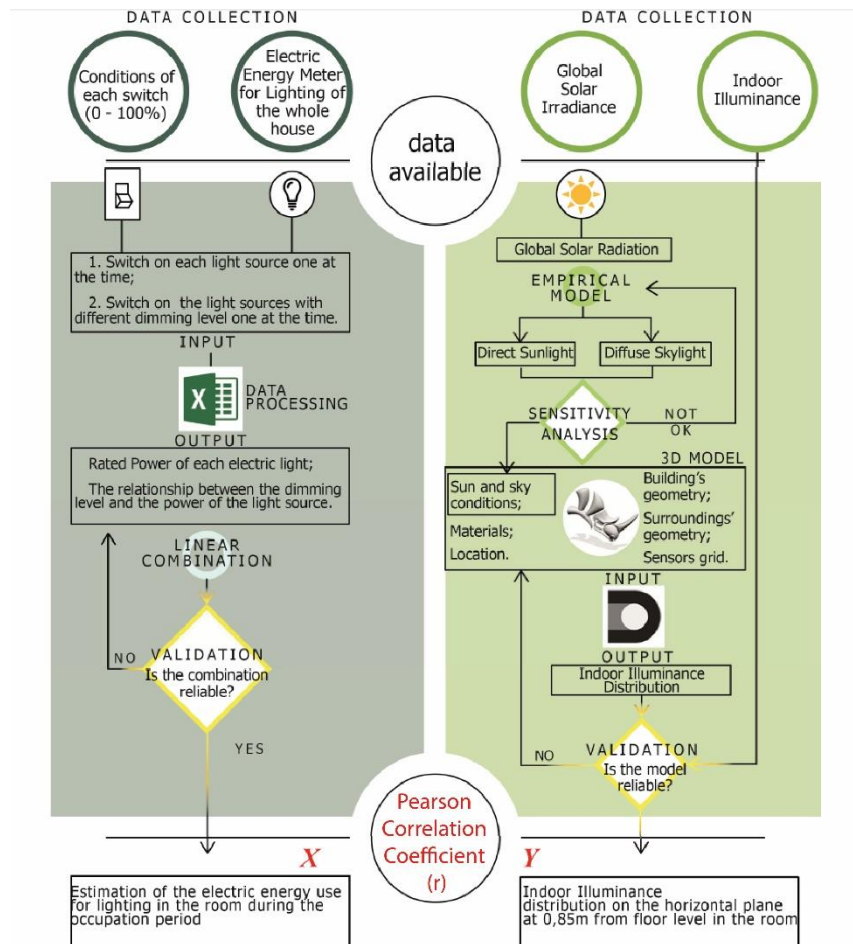 DATA COLLECTION
Conditions of
each switch
(0 - 100%)
Electric
Energy Meter
for Lighting of
the whole
house
data
available
DATA COLLECTION
Global
Solar
Irradiance
Indoor
Illuminance
1. Switch on each light source one at
the time;
2. Switch on the light sources with
different dimming level one at the time.
INPUT
X
DATA
PROCESSING
OUTPUT
Rated Power of each electric light;
The relationship between the dimming
level and the power of the light source.
LINEAR
COMBINATION
VALIDATION
Is the combination
reliable?
NO
YES
Global Solar Radiation
EMPIRICAL
MODEL
Direct Sunlight
Diffuse Skylight
SENSITIVITY
ANALYSIS
NOT
OK
3D MODEL
Sun and sky
conditions;
Materials;
Location.
Building's
geometry;
Surroundings'
geometry;
Sensors grid.
INPUT
OUTPUT
Indoor Illuminance
Distribution
NO
VALIDATION
Is the model
reliable?
Pearson
Correlation
Coefficient
(r)
X
Y
Estimation of the electric energy use
for lighting in the room during the
occupation period
Indoor Illuminance
distribution on the horizontal plane
at 0,85m from floor level in the room